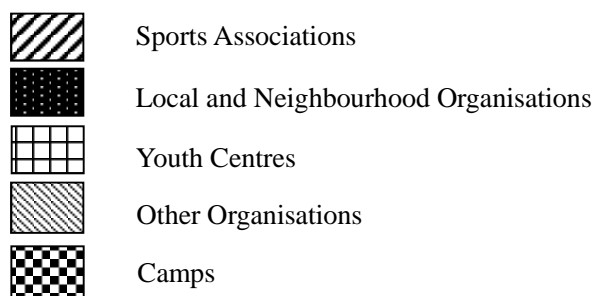 Sports Associations
Local and Neighbourhood Organisations
Youth Centres
Other Organisations
Camps